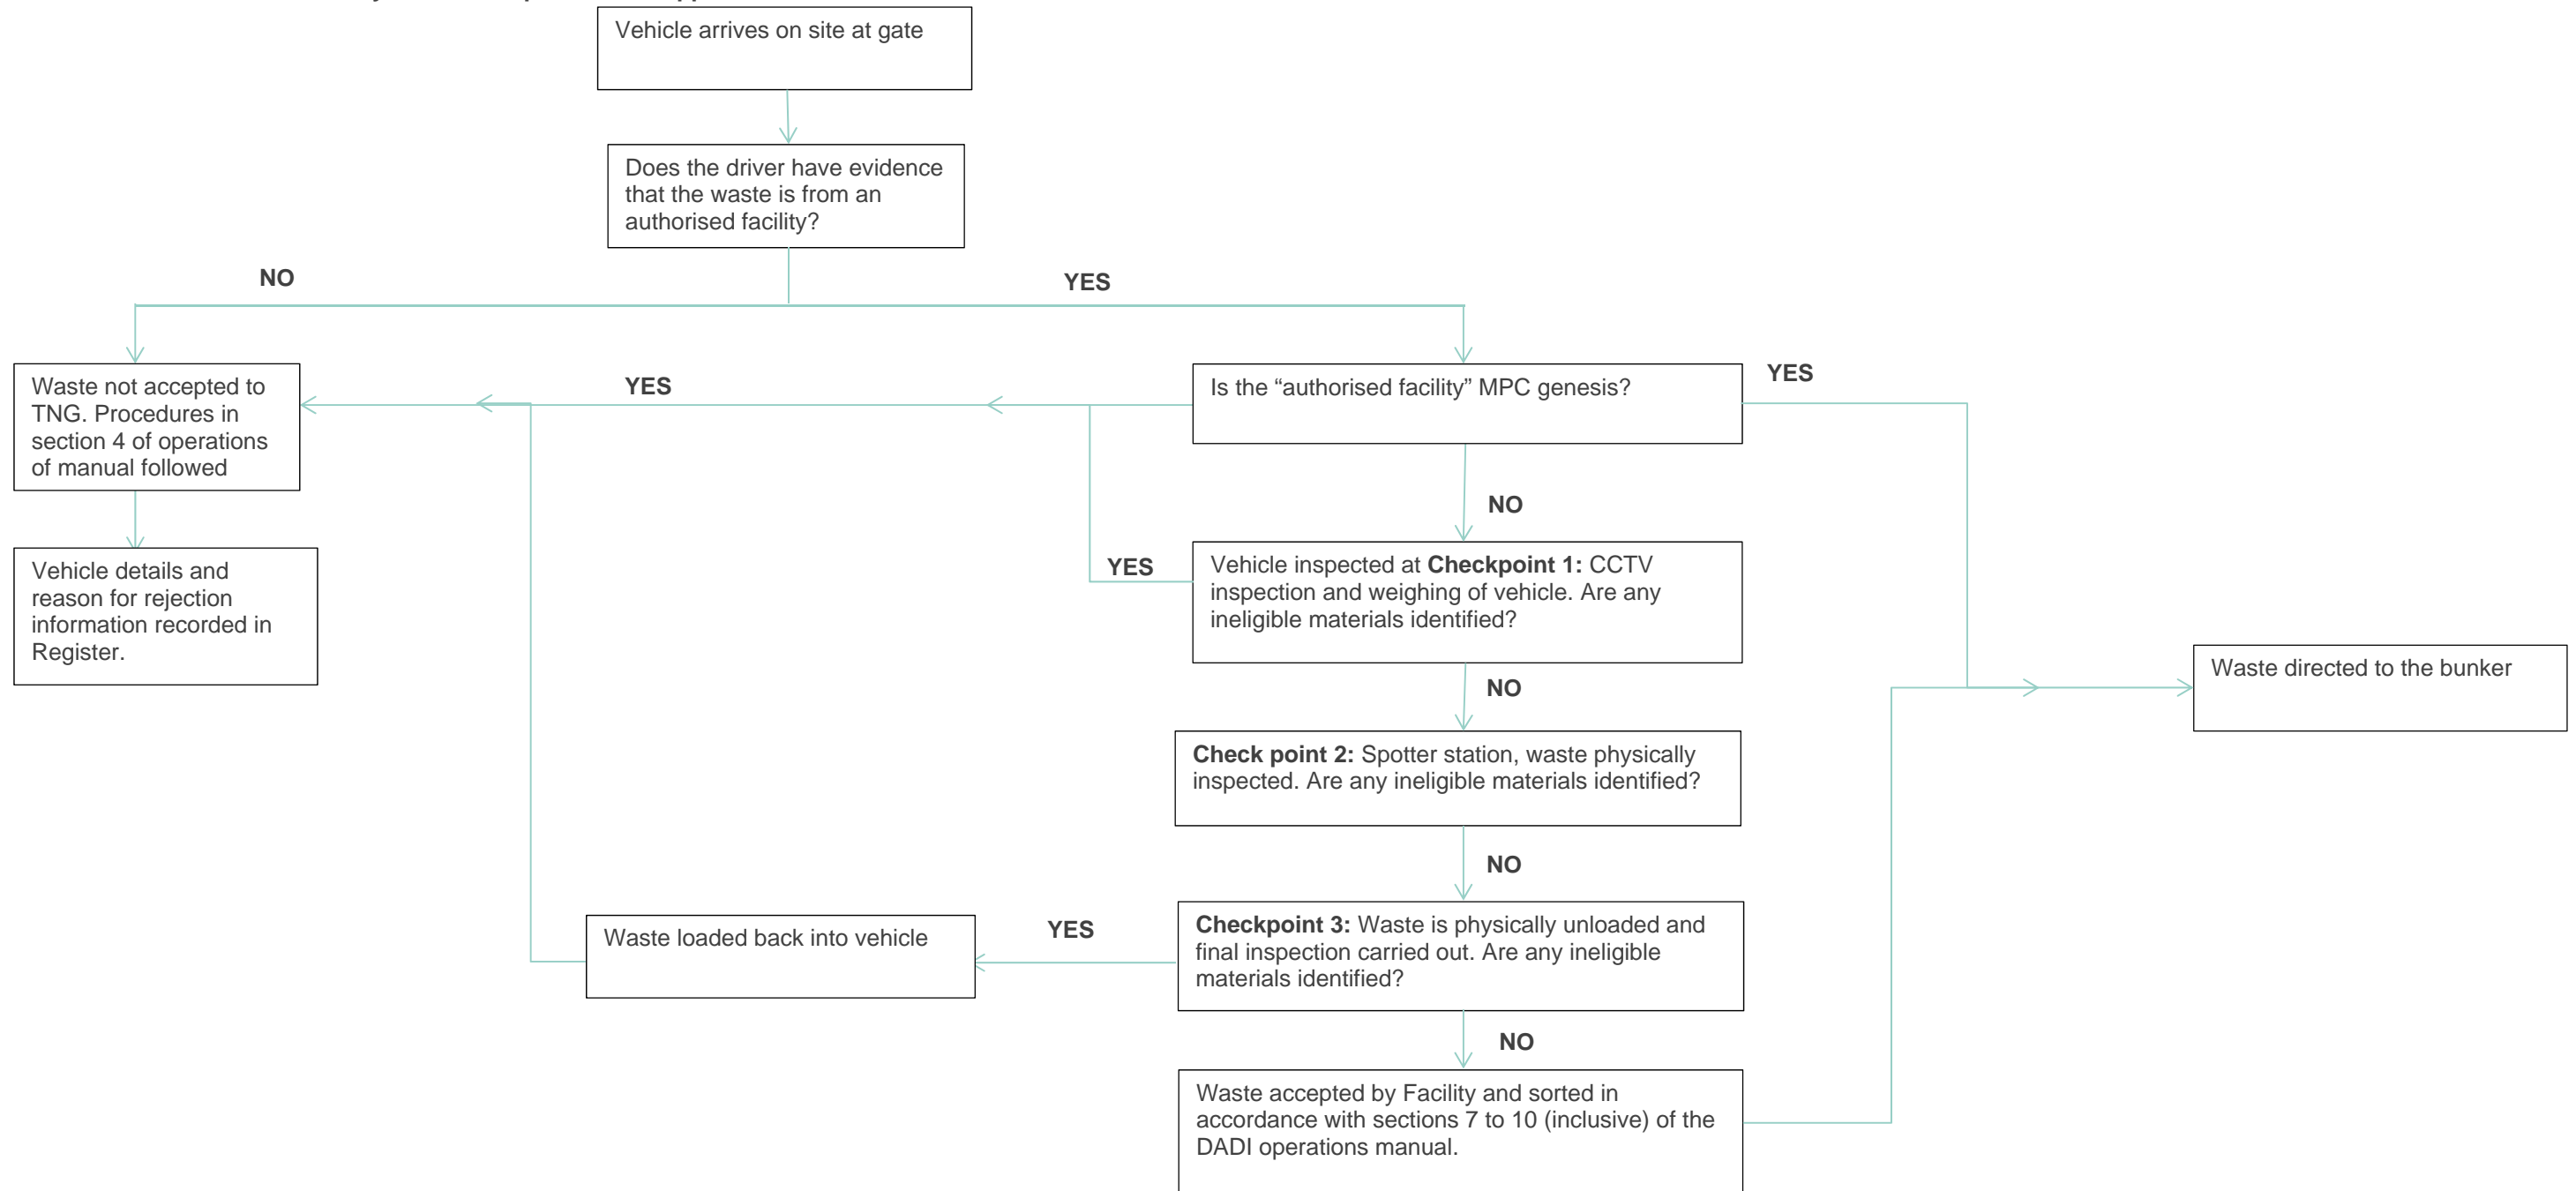 Vehicle arrives on site at gate
Does the driver have evidence
that the waste is from an
authorised facility?
NO
YES
Waste not accepted to
TNG. Procedures in
section 4 of operations
of manual followed
YES
Is the “authorised facility” MPC genesis?
YES
NO
Vehicle details and
reason for rejection
information recorded in
Register.
YES
Vehicle inspected at Checkpoint 1: CCTV
inspection and weighing of vehicle. Are any
ineligible materials identified?
NO
Waste directed to the bunker
Check point 2: Spotter station, waste physically
inspected. Are any ineligible materials identified?
NO
Waste loaded back into vehicle
YES
Checkpoint 3: Waste is physically unloaded and
final inspection carried out. Are any ineligible
materials identified?
NO
Waste accepted by Facility and sorted in
accordance with sections 7 to 10 (inclusive) of the
DADI operations manual.